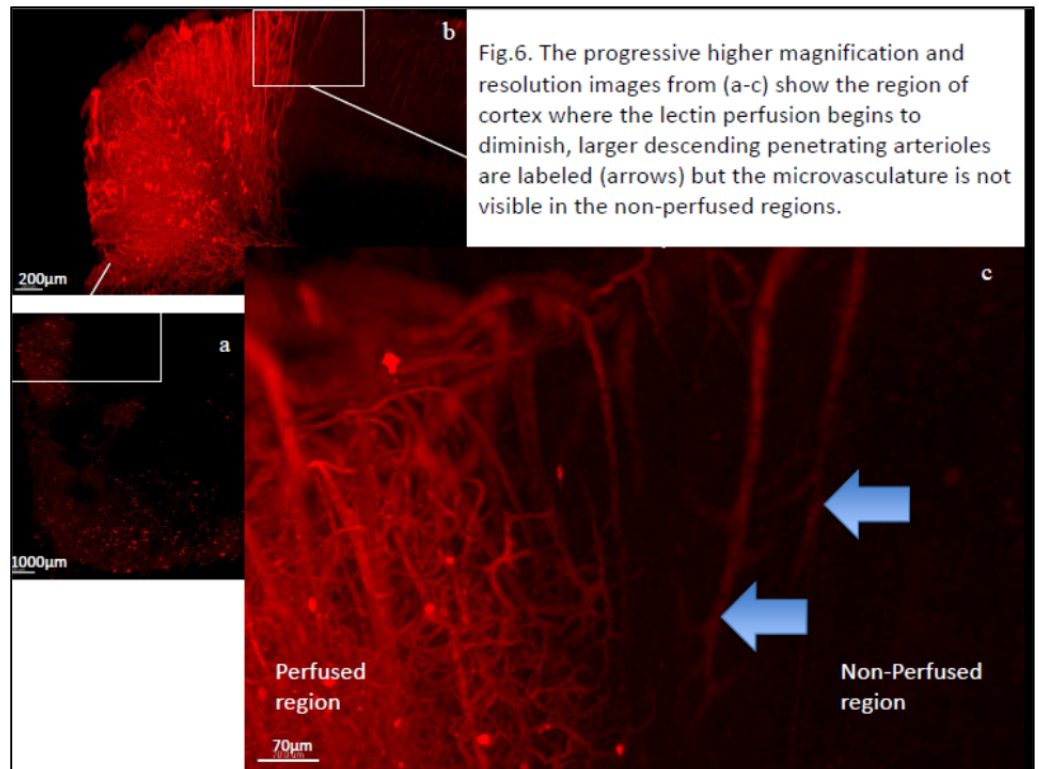 b
Fig.6. The progressive higher magnification and
resolution images from (a-c) show the region of
cortex where the lectin perfusion begins to
diminish, larger descending penetrating arterioles
are labeled (arrows) but the microvasculature is not
visible in the non-perfused regions.
200µm
c
a
1000µm
Perfused
region
Non-Perfused
region
70µm